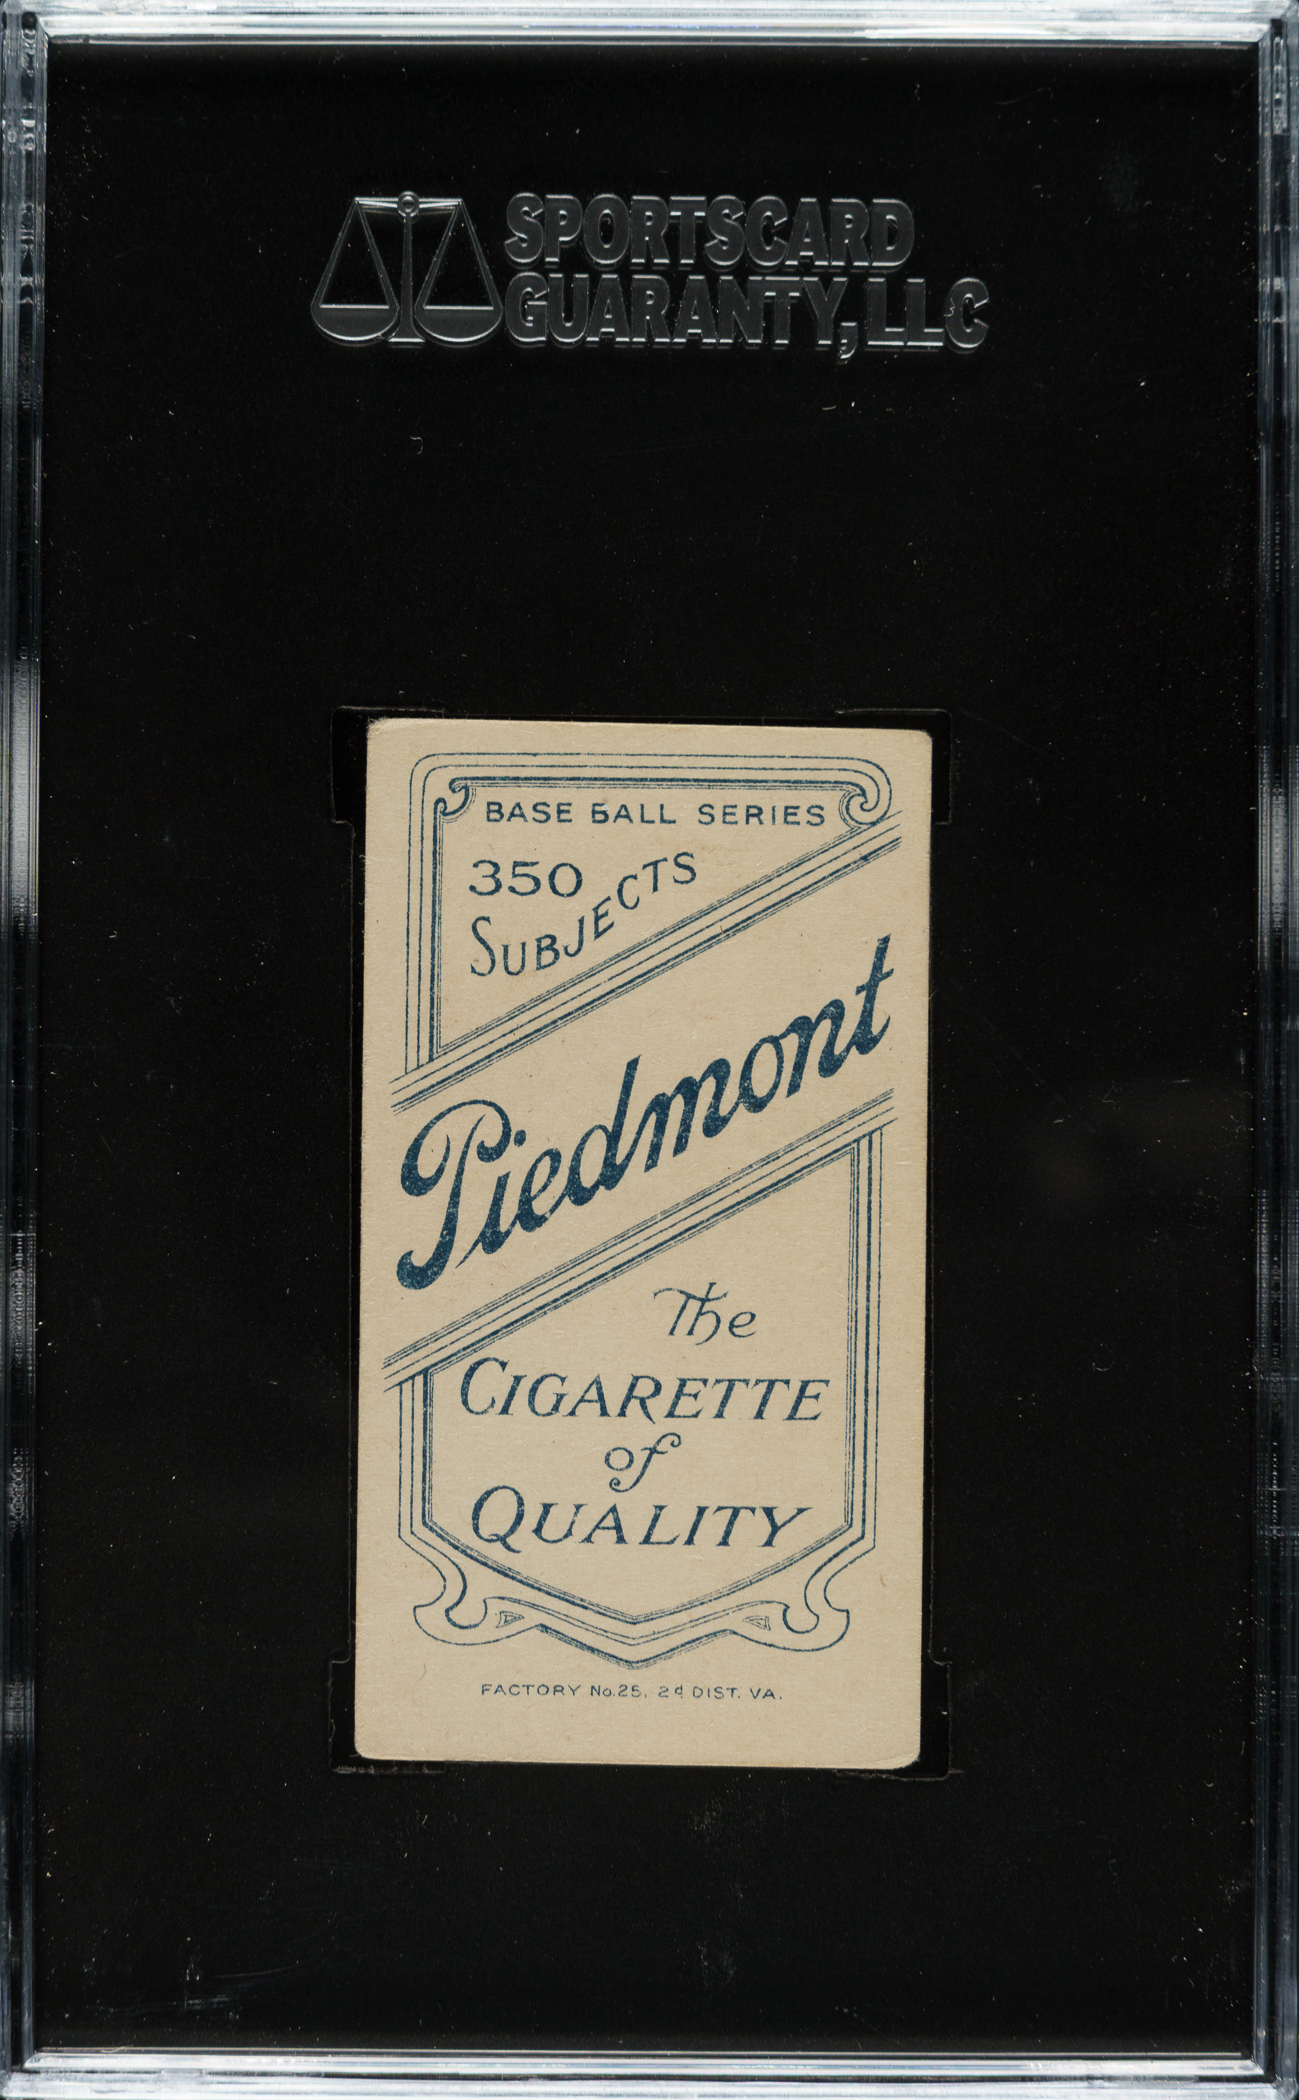 SPORTSCARD
GUARANTY, LLC
BASE BALL SERIES
350
SUBJECTS
Piedmont
The
CIGARETTE
of
QUALITY
FACTORY No. 25, 2d DIST. VA.